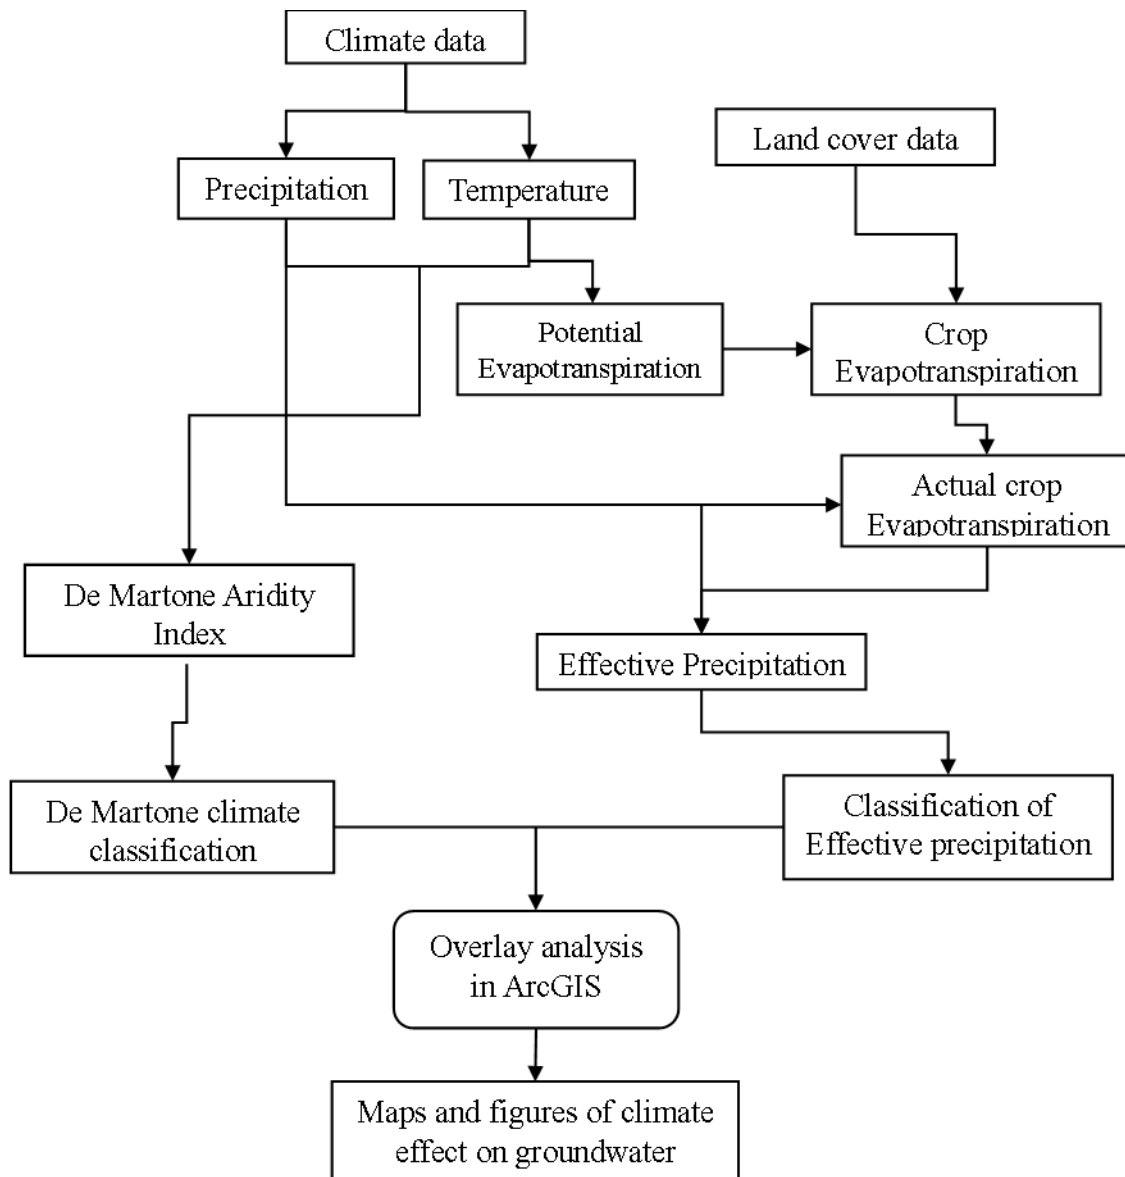 Climate data
Land cover data
Precipitation
Temperature
Potential
Evapotranspiration
Crop
Evapotranspiration
Actual crop
Evapotranspiration
De Martone Aridity
Index
Effective Precipitation
De Martone climate
classification
Classification of
Effective precipitation
Overlay analysis
in ArcGIS
Maps and figures of climate
effect on groundwater